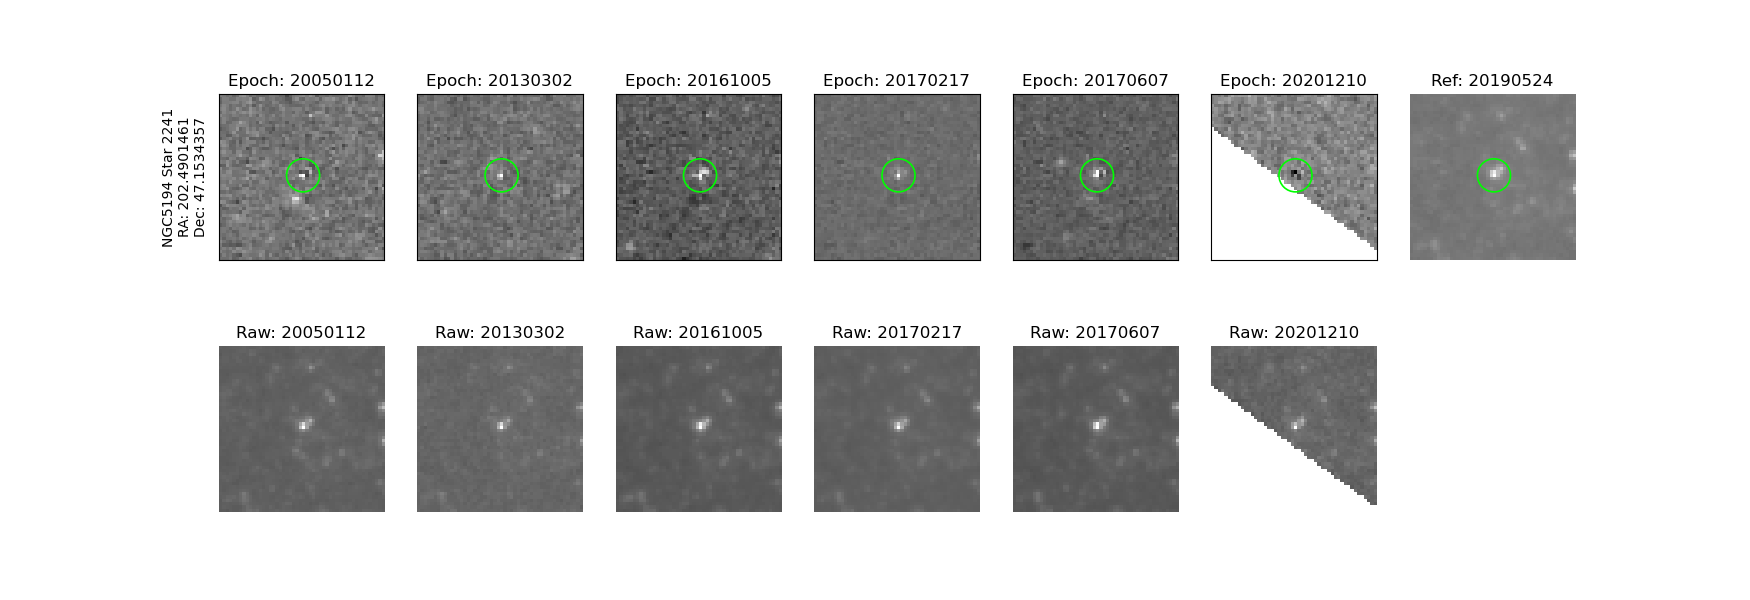 Epoch: 20050112
Epoch: 20130302
Epoch: 20161005
Epoch: 20170217
Epoch: 20170607
Epoch: 20201210
Ref: 20190524
NGC5194 Star 2241
RA: 202.4901461
Dec: 47.1534357
Raw: 20050112
Raw: 20130302
Raw: 20161005
Raw: 20170217
Raw: 20170607
Raw: 20201210